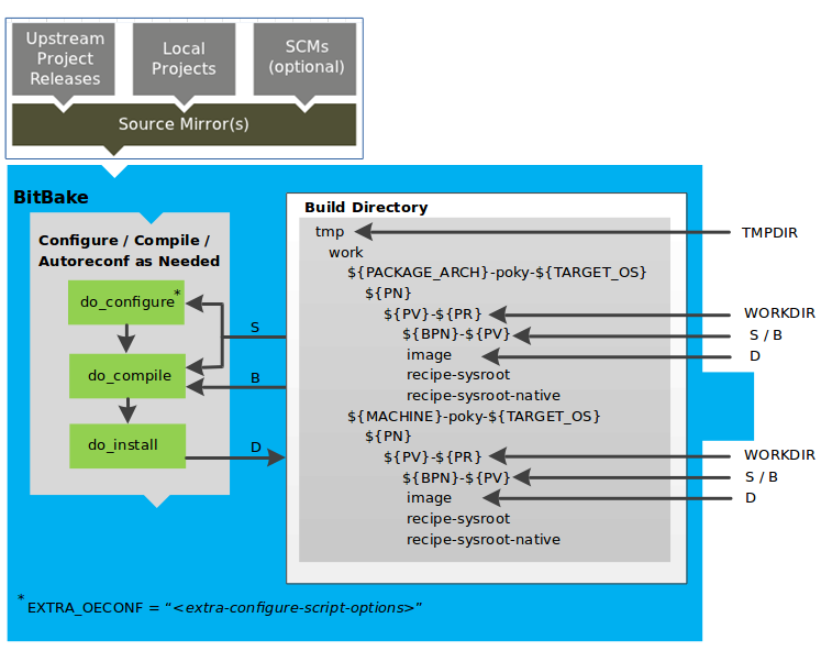 Upstream
Project
Releases
Local
Projects
SCMs
(optional)
Source Mirror(s)
BitBake
Configure / Compile /
Autoreconf as Needed
do_configure*
do_compile
do_install
S
B
D
Build Directory
tmp
work
${PACKAGE_ARCH}-poky-${TARGET_OS}
${PN}
${PV}-${PR}
${BPN}-${PV}
image
recipe-sysroot
recipe-sysroot-native
${MACHINE}-poky-${TARGET_OS}
${PN}
${PV}-${PR}
${BPN}-${PV}
image
recipe-sysroot
recipe-sysroot-native
TMPDIR
WORKDIR
S / B
D
WORKDIR
S / B
D
* EXTRA_OECONF = “<extra-configure-script-options>”